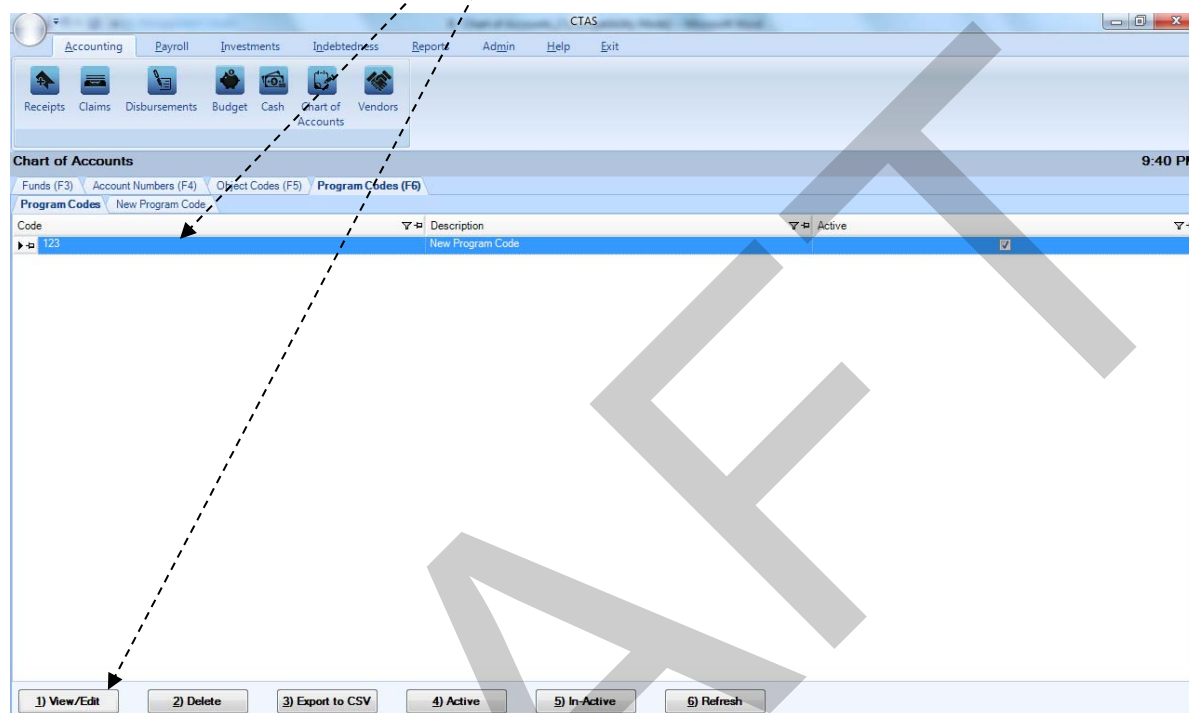 CTAS
Accounting Payroll Investments Indebtedness Reports Admin Help Exit
Receipts Claims Disbursements Budget Cash Chart of Accounts Vendors
Chart of Accounts 9:40 PM
Funds (F3) Account Numbers (F4) Object Codes (F5) Program Codes (F6)
Program Codes New Program Code
Code Description Active
123 New Program Code
1) View/Edit 2) Delete 3) Export to CSV 4) Active 5) In-Active 6) Refresh
AFT